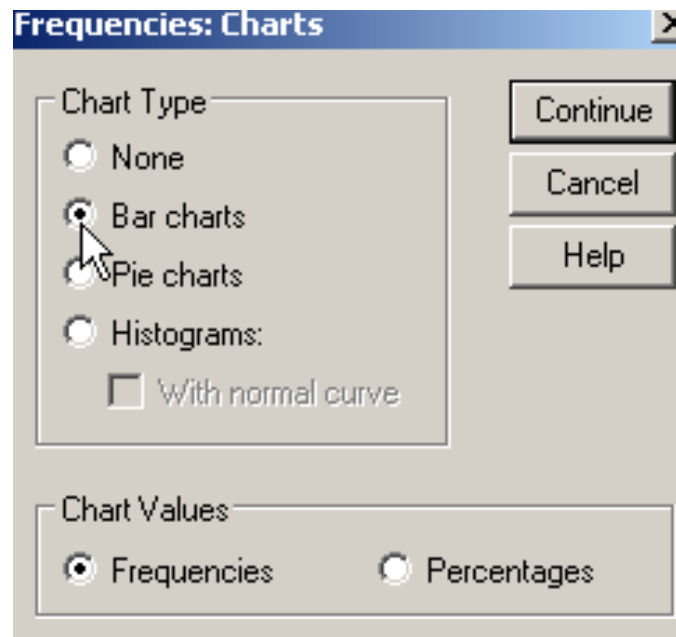 Frequencies: Charts
Chart Type
None
Bar charts
Pie charts
Histograms:
With normal curve
Continue
Cancel
Help
Chart Values
Frequencies
Percentages